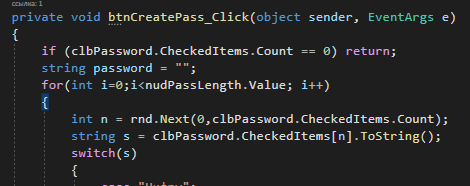 ссылка: 1
private void btnCreatePass_Click(object sender, EventArgs e)
{
if (clbPassword.CheckedItems.Count == 0) return;
string password = "";
for(int i=0;i<nudPassLength.Value; i++)
{
int n = rnd.Next(0,clbPassword.CheckedItems.Count);
string s = clbPassword.CheckedItems[n].ToString();
switch(s)
{